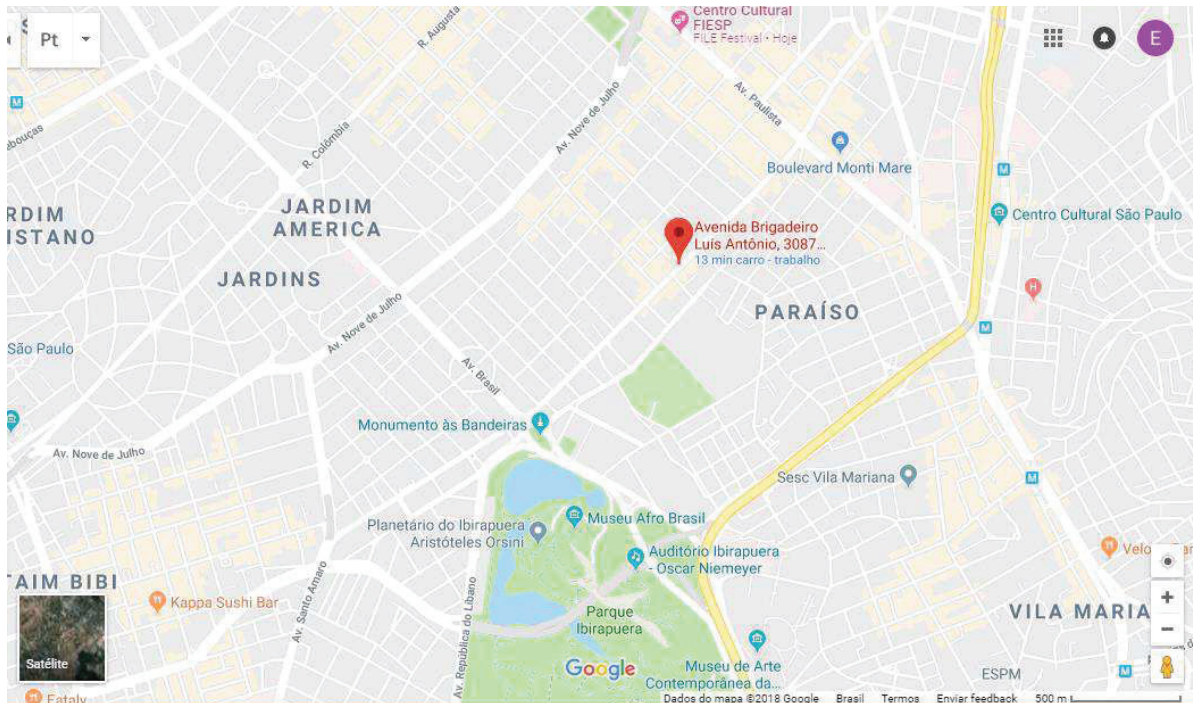 Pt
Centro Cultural
FIESP
FILE Festival • Hoje
E
R. Augusta
M
Av. Nove de Julho
Av. Paulista
R. Colômbia
Boulevard Monti Mare
M
JARDIM
AMERICA
Centro Cultural São Paulo
Avenida Brigadeiro
Luís Antônio, 3087...
13 min carro - trabalho
JARDINS
H
PARAÍSO
Av. Nove de Julho
M
São Paulo
Av. Brasil
Monumento às Bandeiras
Av. Nove de Julho
Sesc Vila Mariana
M
Planetário do Ibirapuera
Aristóteles Orsini
Museu Afro Brasil
Auditório Ibirapuera
- Oscar Niemeyer
TAIM BIBI
Kappa Sushi Bar
Av. Santo Amaro
Av. República do Líbano
Parque
Ibirapuera
VILA MARIA
+
−
Satélite
Google
Museu de Arte
Contemporânea da...
ESPM
M
Eataly
Dados do mapa ©2018 Google Brasil Termos Enviar feedback 500 m